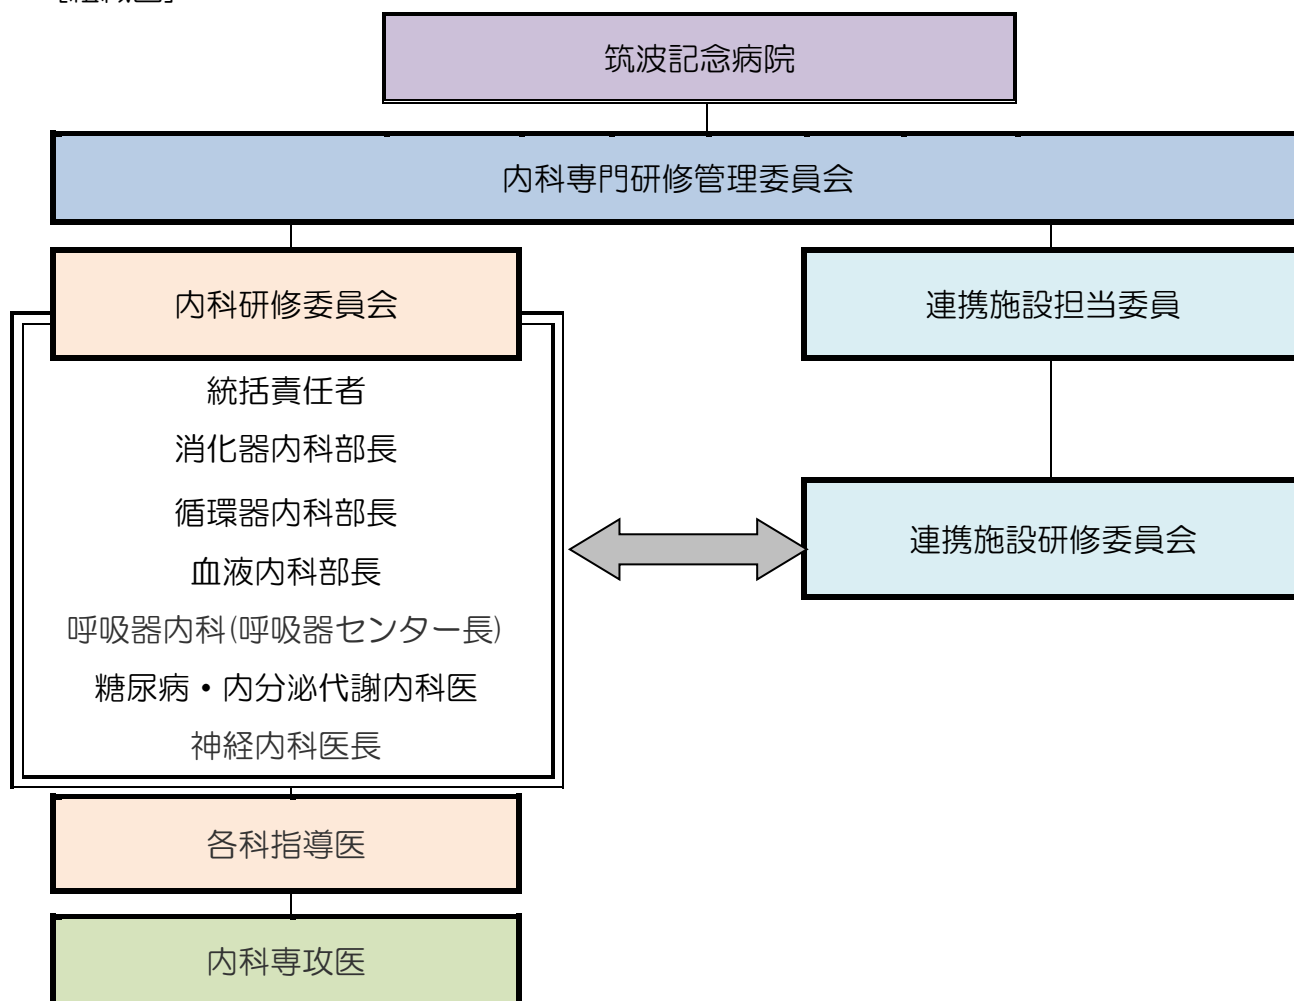 筑波記念病院
内科専門研修管理委員会
内科研修委員会
連携施設担当委員
統括責任者
消化器内科部長
循環器内科部長
血液内科部長
連携施設研修委員会
呼吸器内科(呼吸器センター長)
糖尿病・内分泌代謝内科医
神経内科医長
各科指導医
内科専攻医